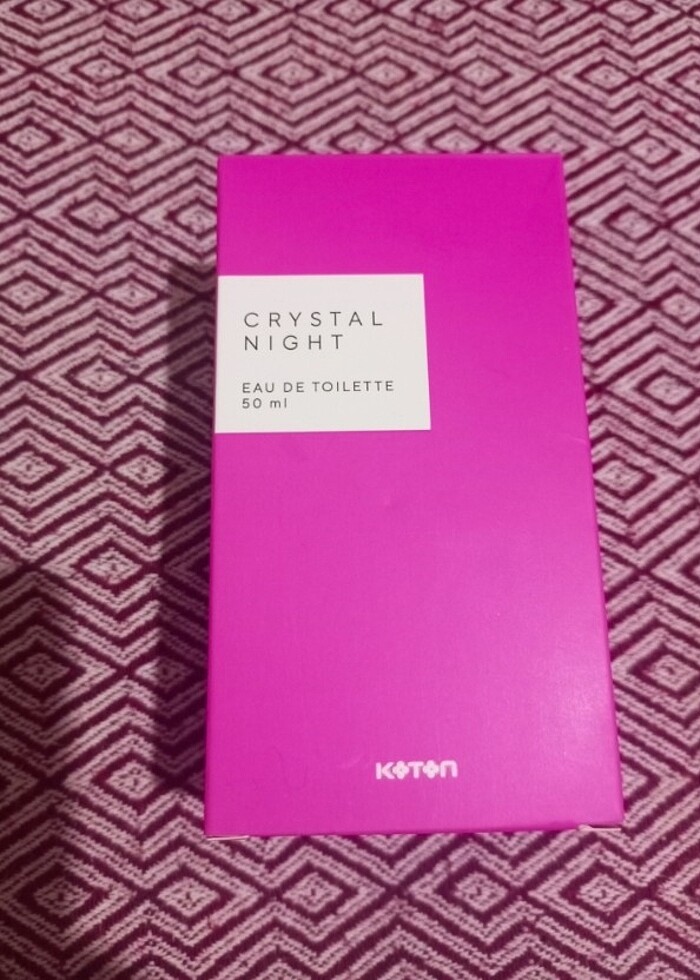 CRYSTAL
NIGHT
EAU DE TOILETTE
50 ml
KOTON